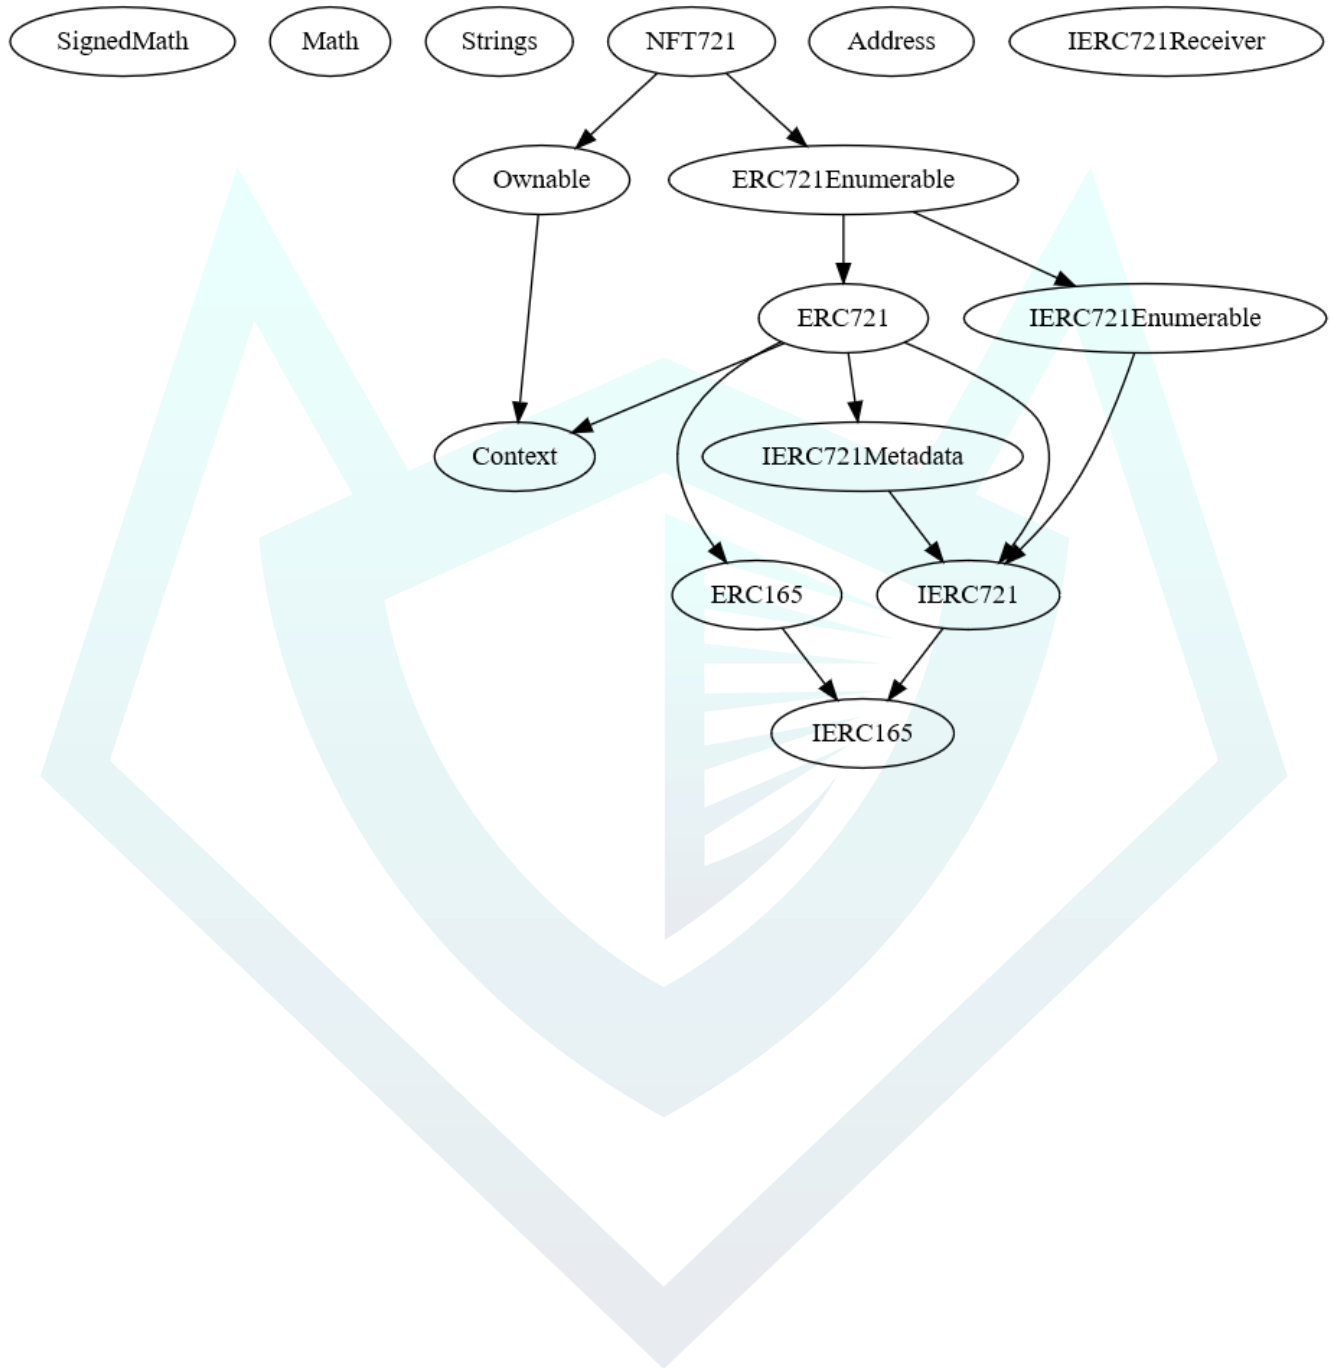 SignedMath
Math
Strings
NFT721
Address
IERC721Receiver
Ownable
ERC721Enumerable
ERC721
IERC721Enumerable
Context
IERC721Metadata
ERC165
IERC721
IERC165